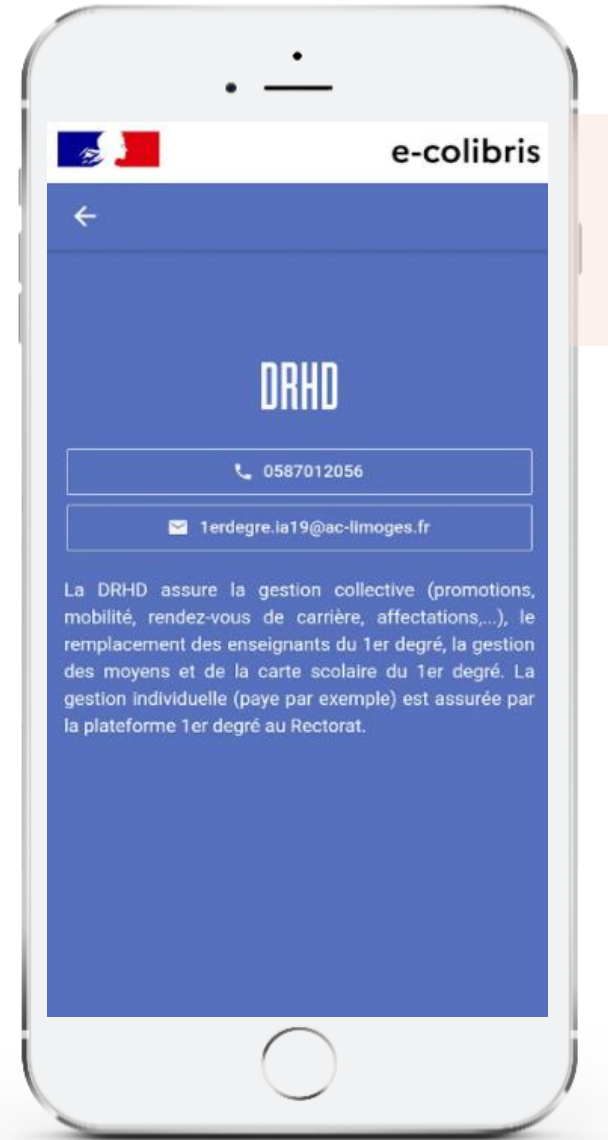 e-colibris
DRHD
0587012056
1erdegre.ia19@ac-limoges.fr
La DRHD assure la gestion collective (promotions,
mobilité, rendez-vous de carrière, affectations,...), le
remplacement des enseignants du 1er degré, la gestion
des moyens et de la carte scolaire du 1er degré. La
gestion individuelle (paye par exemple) est assurée par
la plateforme 1er degré au Rectorat.